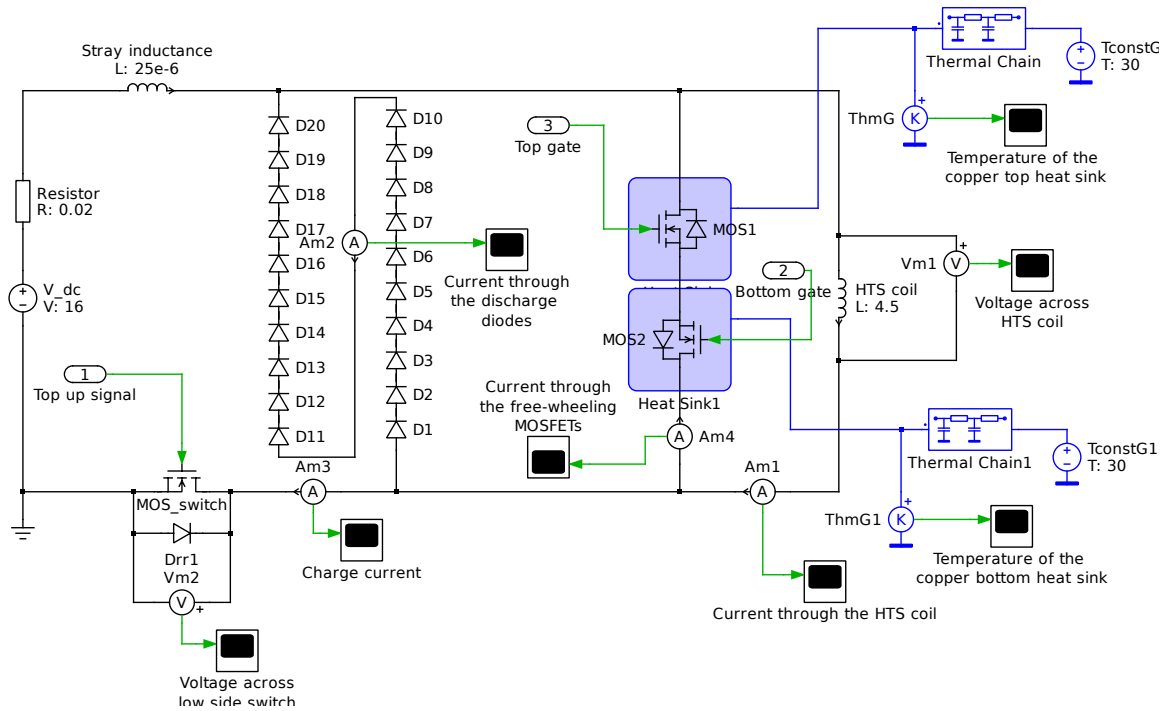 Stray inductance
L: 25e-6
Resistor
R: 0.02
V_dc
V: 16
1
Top up signal
MOS_switch
Drr1
Vm2
V
Voltage across
low side switch
D20
D19
D18
D17
D16
D15
D14
D13
D12
D11
Am2
A
D10
D9
D8
D7
D6
D5
D4
D3
D2
D1
Current through
the discharge
diodes
Am3
A
Charge current
3
Top gate
MOS1
2
Bottom gate
MOS2
Heat Sink1
Current through
the free-wheeling
MOSFETs
A
Am4
Am1
A
Current through the HTS coil
HTS coil
L: 4.5
Vm1
V
Voltage across
HTS coil
Thermal Chain
TconstG
T: 30
ThmG
K
Temperature of the
copper top heat sink
Thermal Chain1
TconstG1
T: 30
ThmG1
K
Temperature of the
copper bottom heat sink